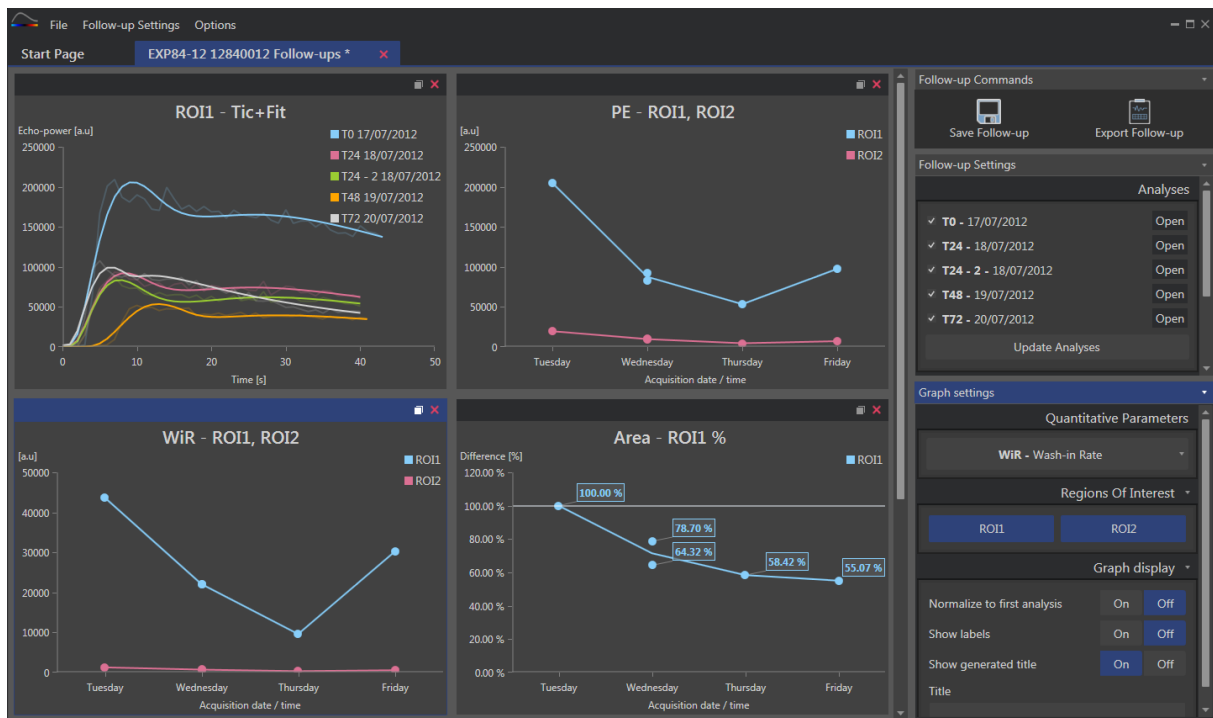 File Follow-up Settings Options
Start Page EXP84-12 12840012 Follow-ups *
ROI1 - Tic+Fit
Echo-power [a.u]
250000
200000
150000
100000
50000
0
0 10 20 30 40 50
Time [s]
T0 17/07/2012
T24 18/07/2012
T24 - 2 18/07/2012
T48 19/07/2012
T72 20/07/2012
PE - ROI1, ROI2
[a.u]
250000
200000
150000
100000
50000
0
Tuesday Wednesday Thursday Friday
Acquisition date / time
ROI1
ROI2
WiR - ROI1, ROI2
[a.u]
50000
40000
30000
20000
10000
0
Tuesday Wednesday Thursday Friday
Acquisition date / time
ROI1
ROI2
Area - ROI1 %
Difference [%]
120.00 %
100.00 %
80.00 %
60.00 %
40.00 %
20.00 %
0.00 %
100.00 %
78.70 %
64.32 %
58.42 %
55.07 %
Tuesday Wednesday Thursday Friday
Acquisition date / time
ROI1
Follow-up Commands
Save Follow-up Export Follow-up
Follow-up Settings
Analyses
T0 - 17/07/2012 Open
T24 - 18/07/2012 Open
T24 - 2 - 18/07/2012 Open
T48 - 19/07/2012 Open
T72 - 20/07/2012 Open
Update Analyses
Graph settings
Quantitative Parameters
WiR - Wash-in Rate
Regions Of Interest
ROI1 ROI2
Graph display
Normalize to first analysis On Off
Show labels On Off
Show generated title On Off
Title